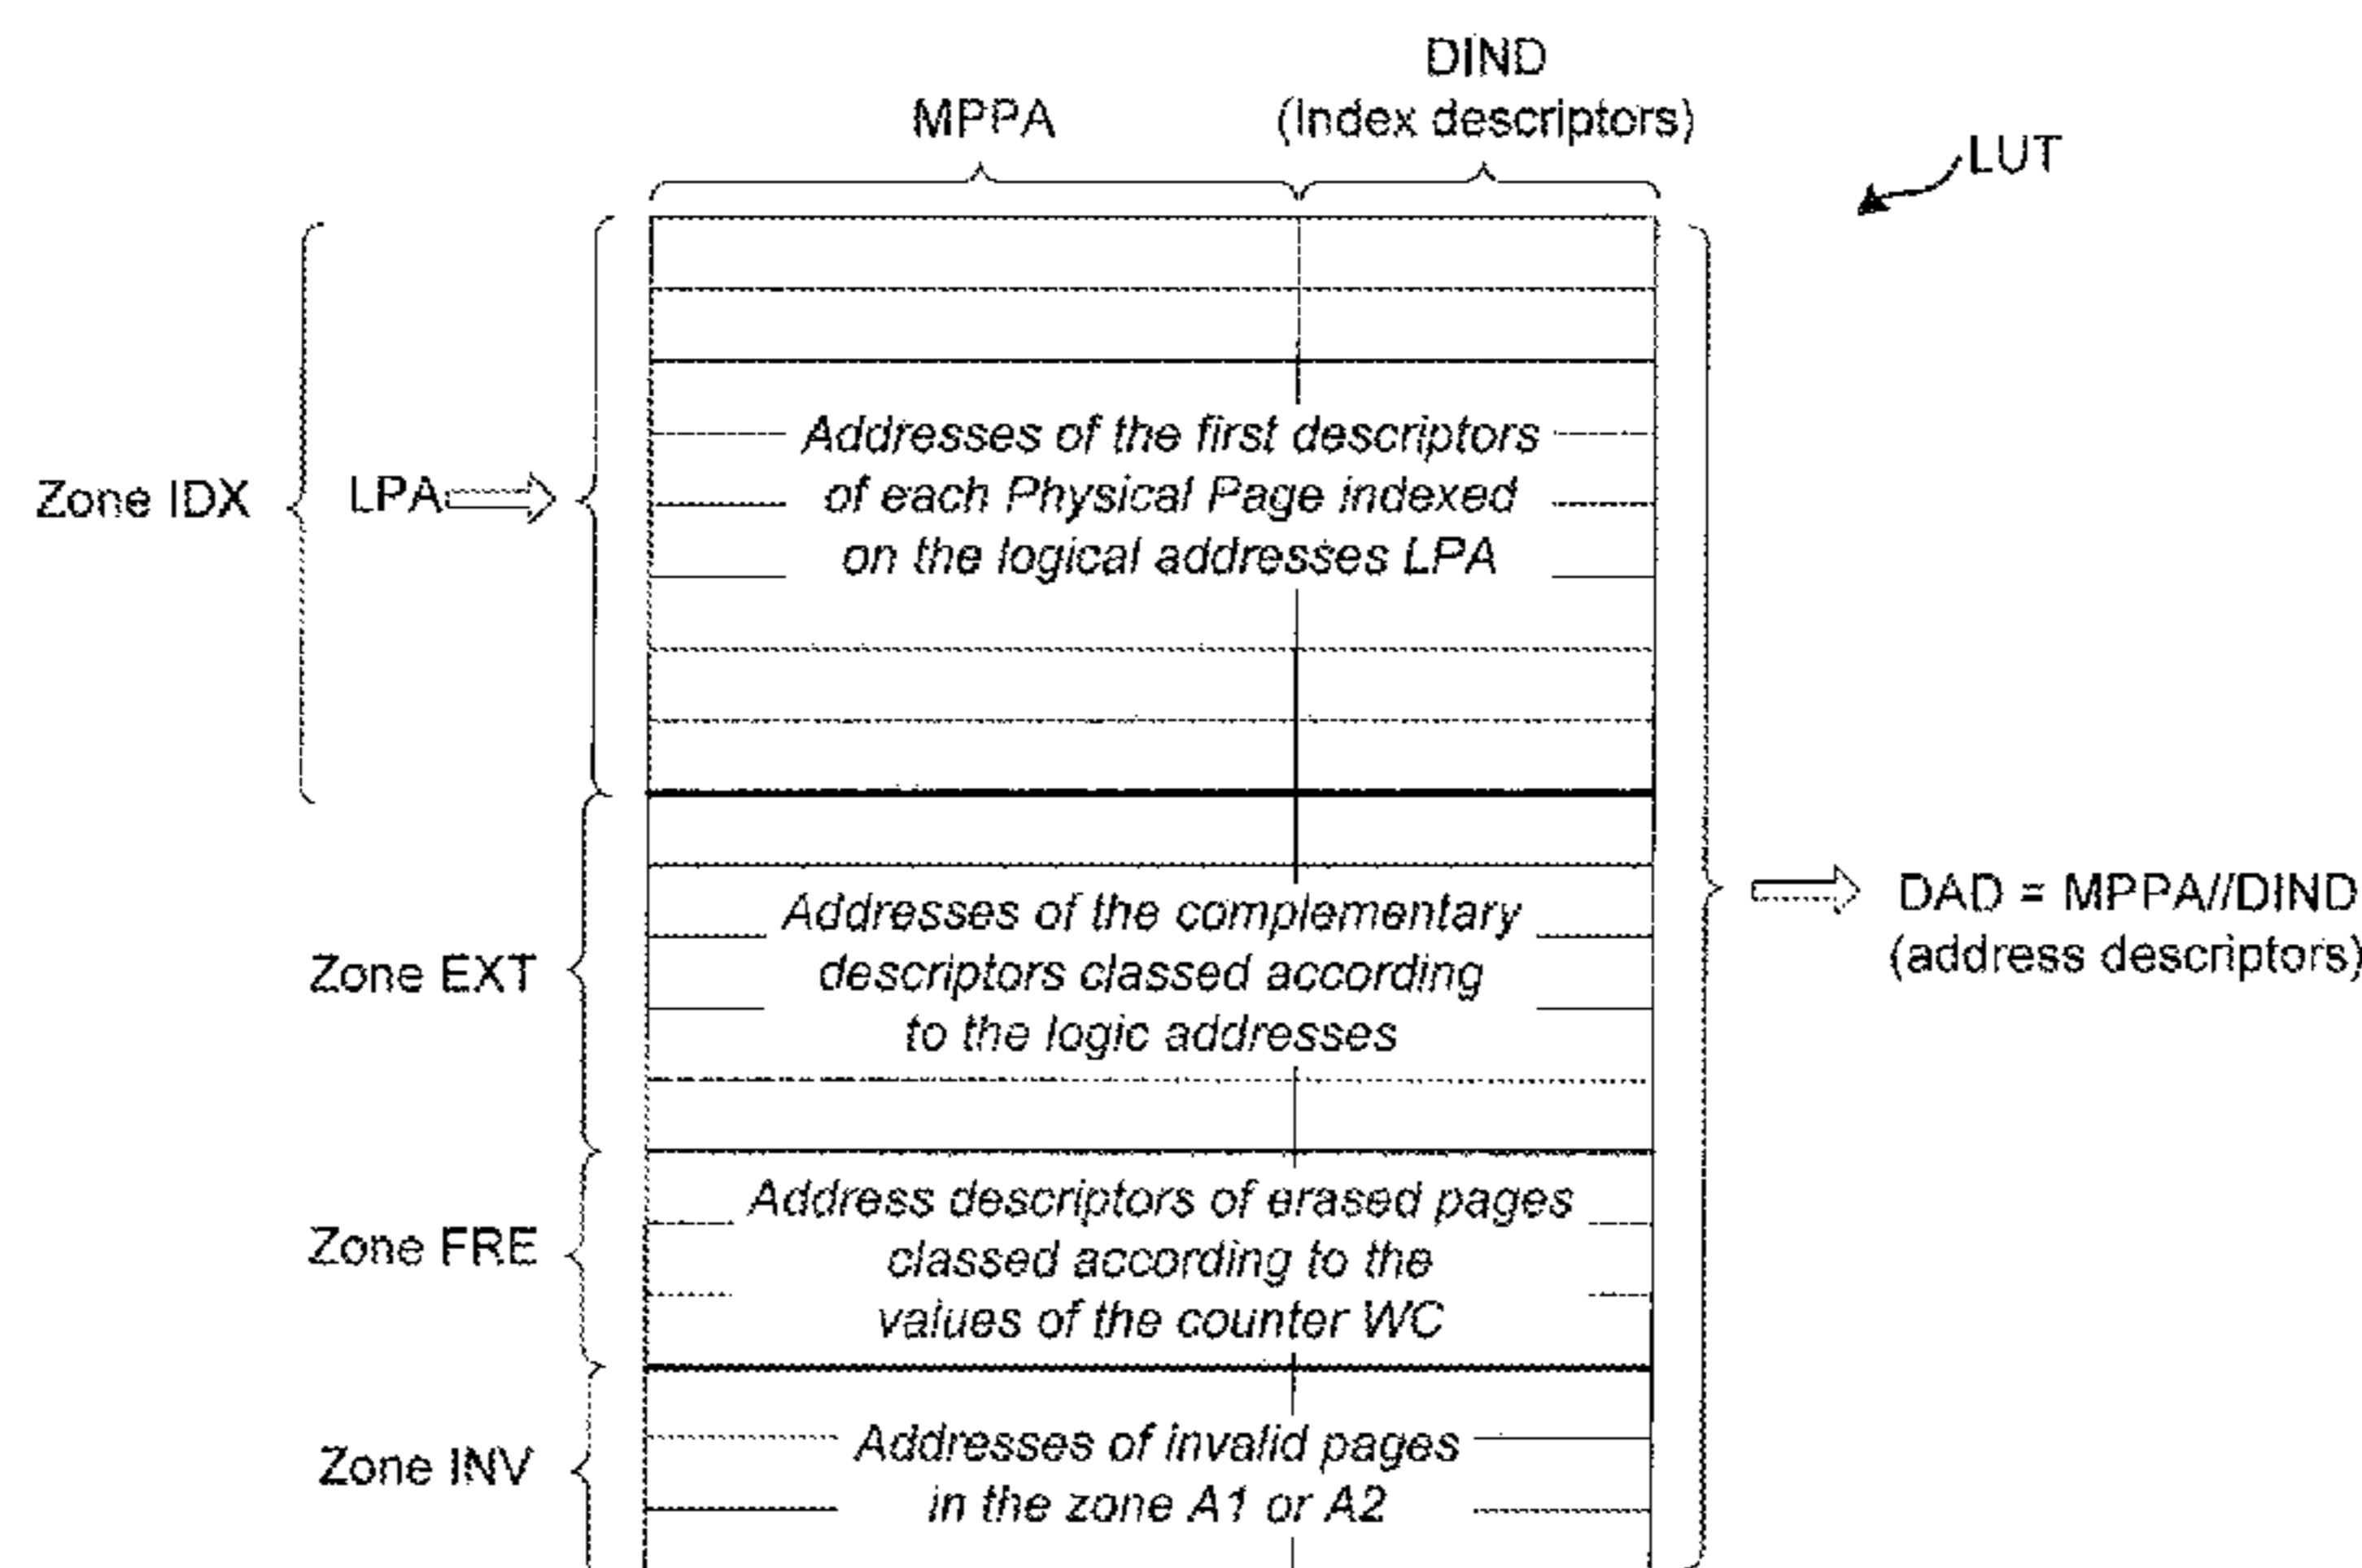 DIND
MPPA
(Index descriptors)
LUT
Addresses of the first descriptors
Zone IDX
LPA
of each Physical Page indexed
on the logical addresses LPA
Addresses of the complementary
DAD = MPPA//DIND
Zone EXT
descriptors classed according
(address descriptors)
to the logic addresses
Address descriptors of erased pages
Zone FRE
classed according to the
values of the counter WC
Addresses of invalid pages
Zone INV
in the zone A1 or A2